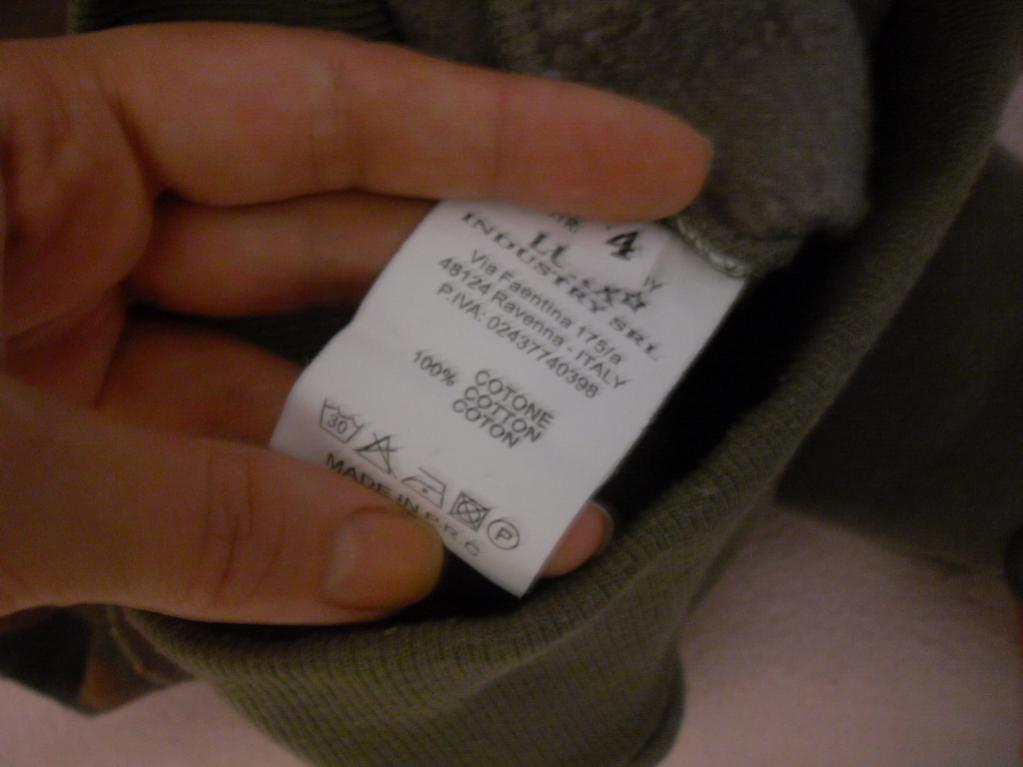 4
INDUSTRY SRL
Via Faentina 175/a
48124 Ravenna - ITALY
P.IVA: 02437740398
100% COTONE
COTTON
COTON
30
P
MADE IN P.R.C